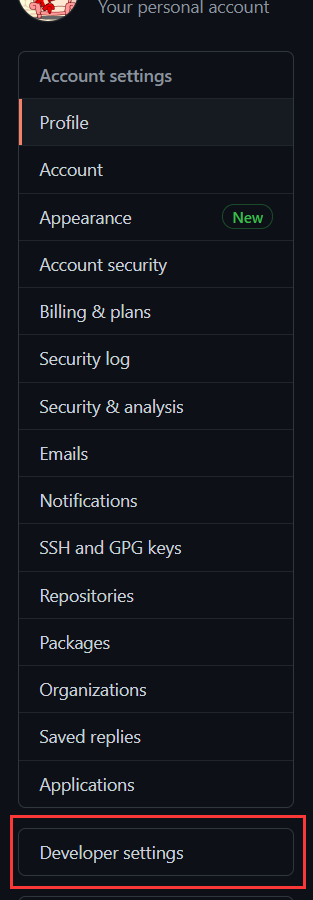 Your personal account
Account settings
Profile
Account
Appearance New
Account security
Billing & plans
Security log
Security & analysis
Emails
Notifications
SSH and GPG keys
Repositories
Packages
Organizations
Saved replies
Applications
Developer settings